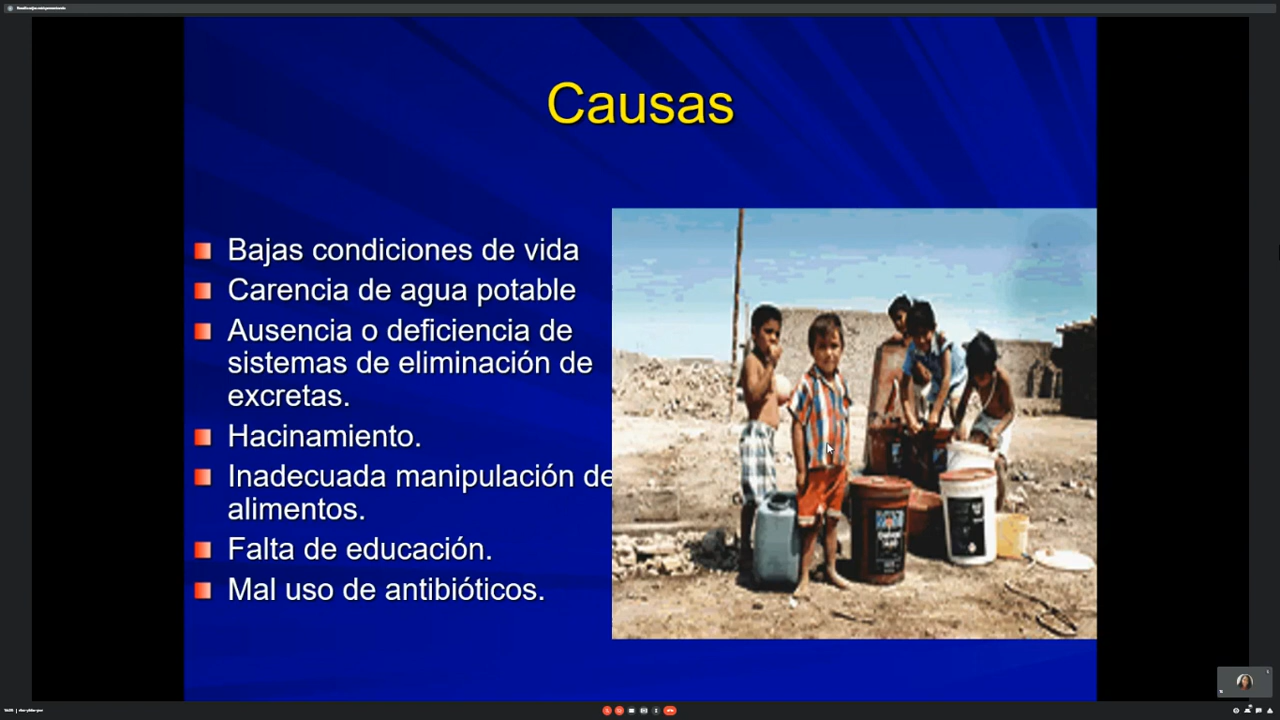 Causas
Bajas condiciones de vida
Carencia de agua potable
Ausencia o deficiencia de
sistemas de eliminación de
excretas.
Hacinamiento.
Inadecuada manipulación de
alimentos.
Falta de educación.
Mal uso de antibióticos.